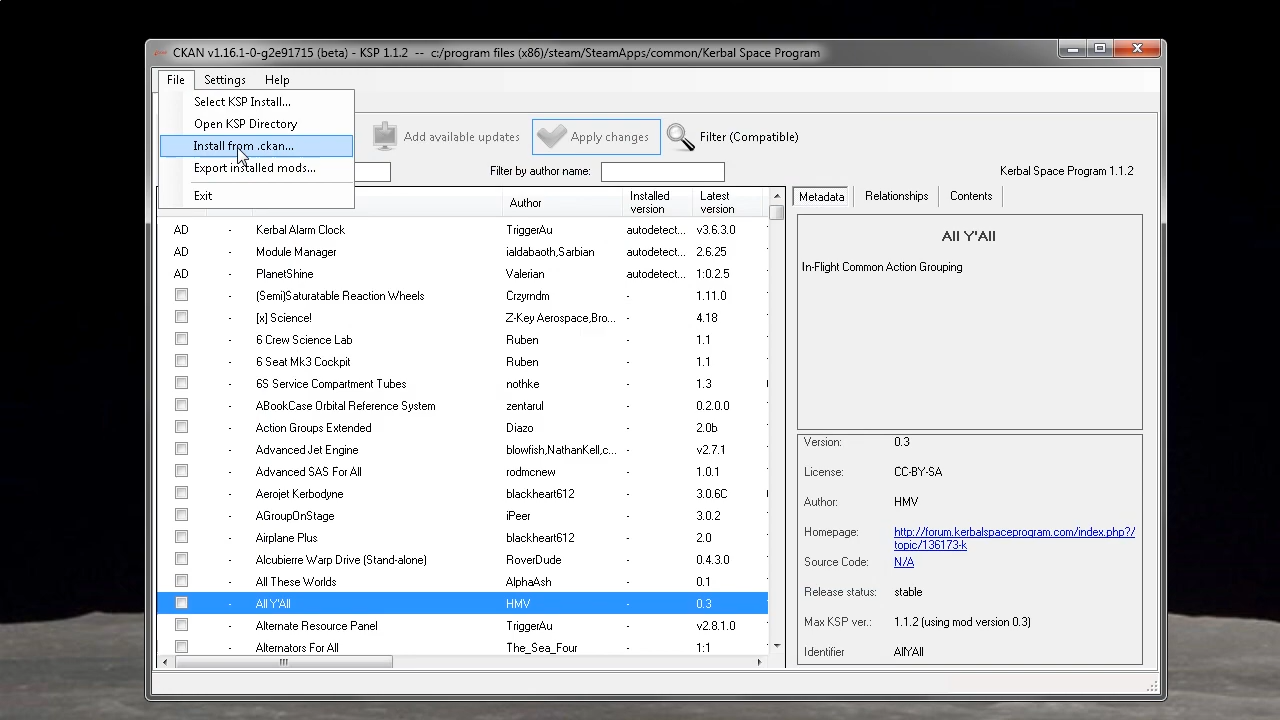 CKAN v1.16.1-0-g2e91715 (beta) - KSP 1.1.2 -- c:/program files (x86)/steam/SteamApps/common/Kerbal Space Program
File Settings Help
Select KSP Install...
Open KSP Directory
Install from .ckan...
Export installed mods...
Exit
Add available updates Apply changes Filter (Compatible)
Filter by author name: Kerbal Space Program 1.1.2
Author Installed version Latest version
AD - Kerbal Alarm Clock TriggerAu autodetect... v3.6.3.0
AD - Module Manager ialdabaoth,Sarbian autodetect... 2.6.25
AD - PlanetShine Valerian autodetect... 1:0.2.5
- (Semi)Saturatable Reaction Wheels Crzyrndm - 1.11.0
- [x] Science! Z-Key Aerospace,Bro... - 4.18
- 6 Crew Science Lab Ruben - 1.1
- 6 Seat Mk3 Cockpit Ruben - 1.1
- 6S Service Compartment Tubes nothke - 1.3
- ABookCase Orbital Reference System zentarul - 0.2.0.0
- Action Groups Extended Diazo - 2.0b
- Advanced Jet Engine blowfish,NathanKell,c... - v2.7.1
- Advanced SAS For All rodmcnew - 1.0.1
- Aerojet Kerbodyne blackheart612 - 3.0.6C
- AGroupOnStage iPeer - 3.0.2
- Airplane Plus blackheart612 - 2.0
- Alcubierre Warp Drive (Stand-alone) RoverDude - 0.4.3.0
- All These Worlds AlphaAsh - 0.1
- All Y'All HMV - 0.3
- Alternate Resource Panel TriggerAu - v2.8.1.0
- Alternators For All The_Sea_Four - 1:1
Metadata Relationships Contents
All Y'All
In-Flight Common Action Grouping
Version: 0.3
License: CC-BY-SA
Author: HMV
Homepage: http://forum.kerbalspaceprogram.com/index.php?/
topic/136173-k
Source Code: N/A
Release status: stable
Max KSP ver.: 1.1.2 (using mod version 0.3)
Identifier AllYAll